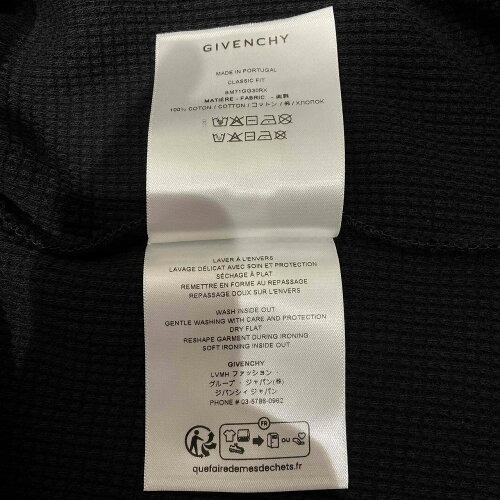 GIVENCHY
MADE IN PORTUGAL
CLASSIC FIT
BM71GG30RX
MATIÈRE - FABRIC -
100% COTON / COTTON / コトン / 棉 / ХЛОПОК
LAVER À L'ENVERS
LAVAGE DÉLICAT AVEC SOIN ET PROTECTION
SÉCHAGE À PLAT
REMETTRE EN FORME AU REPASSAGE
REPASSAGE DOUX SUR L'ENVERS
WASH INSIDE OUT
GENTLE WASHING WITH CARE AND PROTECTION
DRY FLAT
RESHAPE GARMENT DURING IRONING
SOFT IRONING INSIDE OUT
GIVENCHY
LVMH ファッション・
グループ・ジャパン(株)
ジバンシィ ジャパン
PHONE # 03-5786-0962
FR
OU
quefairedemesdechets.fr